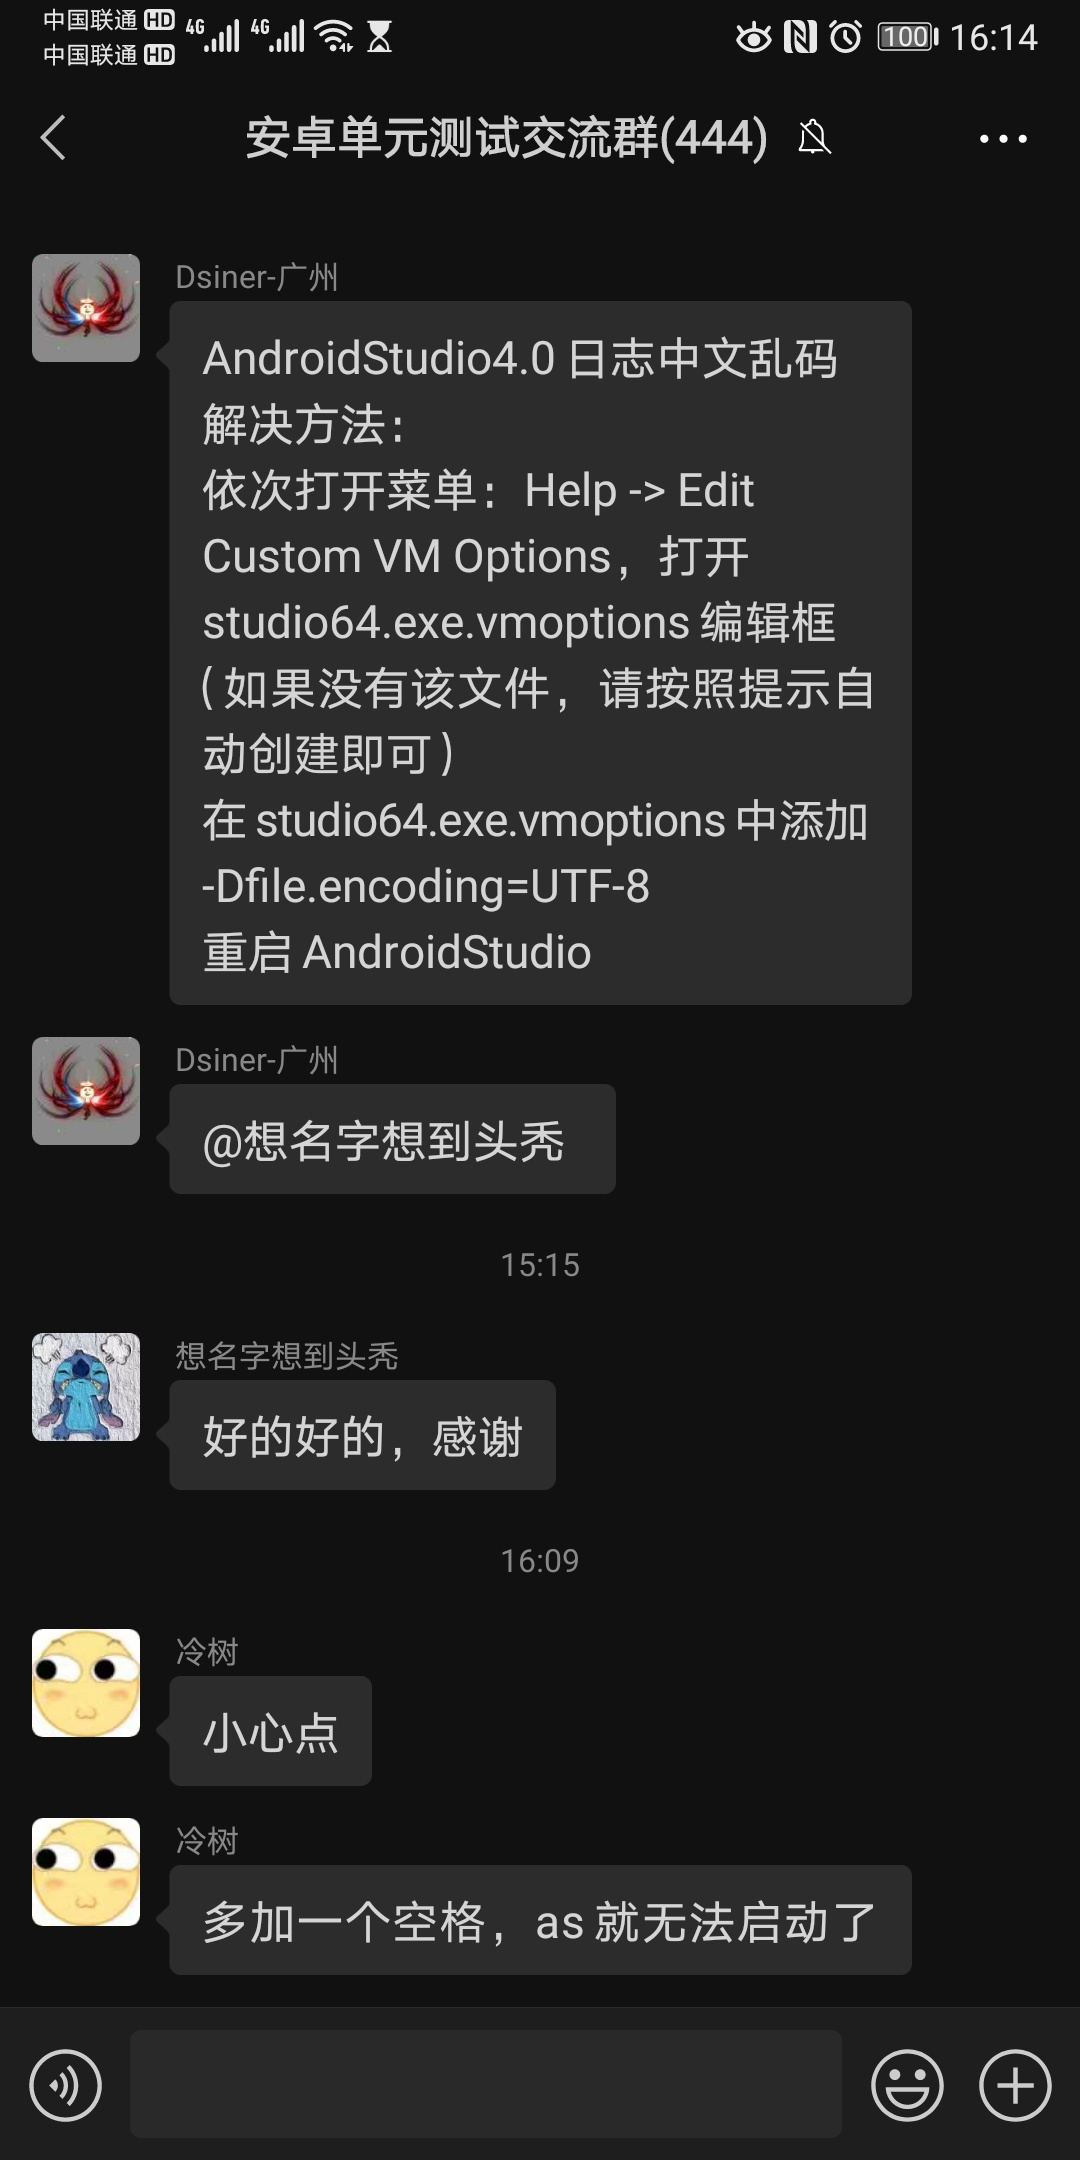 中国联通 HD 4G 4G 100 16:14
中国联通 HD
安卓单元测试交流群(444)
Dsiner-广州
AndroidStudio4.0 日志中文乱码
解决方法：
依次打开菜单：Help -> Edit
Custom VM Options，打开
studio64.exe.vmoptions 编辑框
(如果没有该文件，请按照提示自
动创建即可)
在 studio64.exe.vmoptions 中添加
-Dfile.encoding=UTF-8
重启 AndroidStudio
Dsiner-广州
@想名字想到头秃
15:15
想名字想到头秃
好的好的，感谢
16:09
冷树
小心点
冷树
多加一个空格，as 就无法启动了